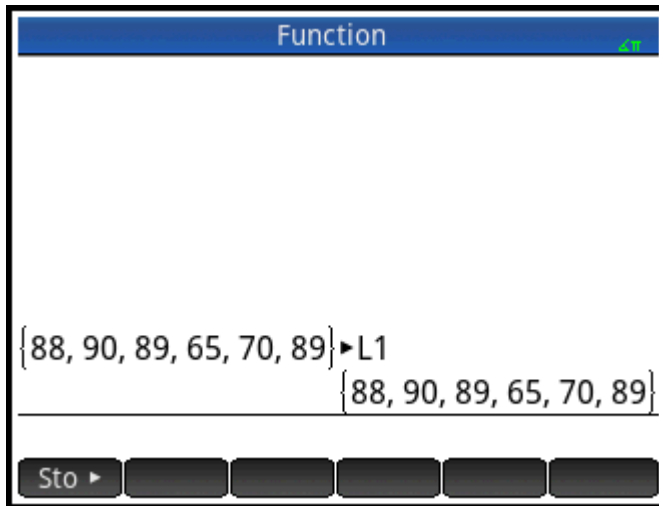 Function
∡π
{88, 90, 89, 65, 70, 89}▶L1
{88, 90, 89, 65, 70, 89}
Sto ▶